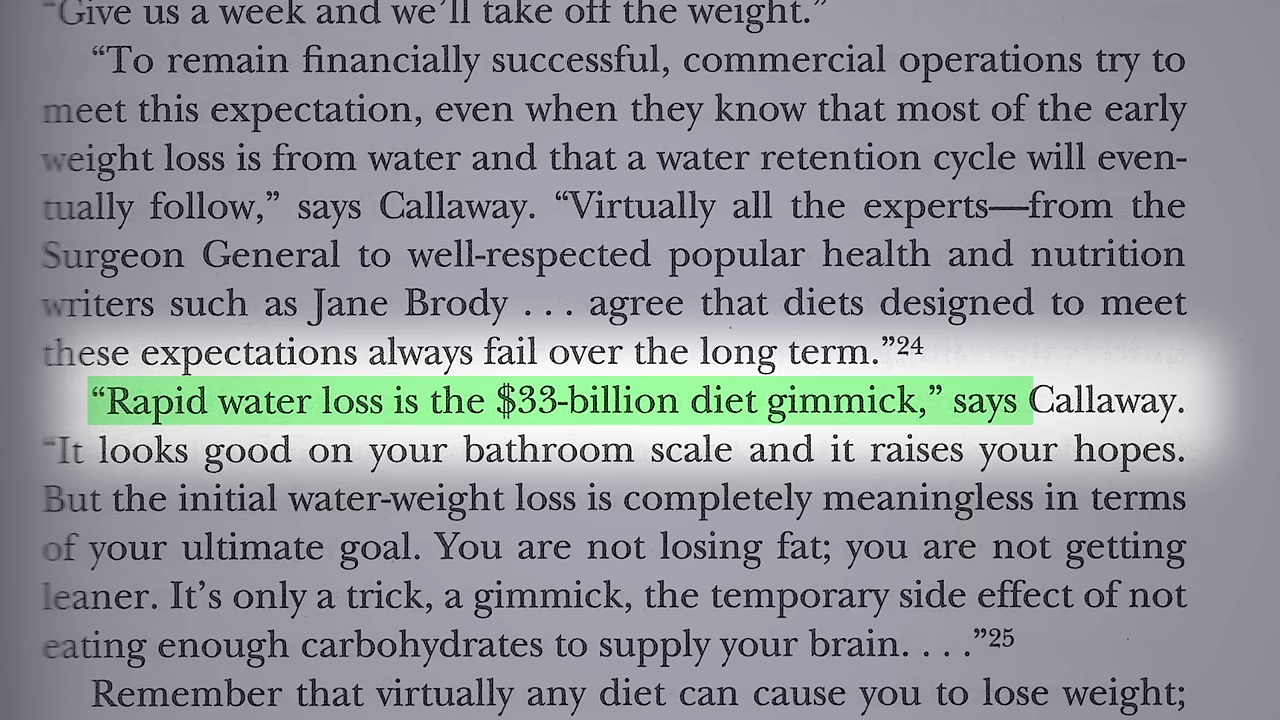 “Give us a week and we’ll take off the weight.”
“To remain financially successful, commercial operations try to
meet this expectation, even when they know that most of the early
weight loss is from water and that a water retention cycle will even-
tually follow,” says Callaway. “Virtually all the experts—from the
Surgeon General to well-respected popular health and nutrition
writers such as Jane Brody . . . agree that diets designed to meet
these expectations always fail over the long term.”24
“Rapid water loss is the $33-billion diet gimmick,” says Callaway.
“It looks good on your bathroom scale and it raises your hopes.
But the initial water-weight loss is completely meaningless in terms
of your ultimate goal. You are not losing fat; you are not getting
leaner. It’s only a trick, a gimmick, the temporary side effect of not
eating enough carbohydrates to supply your brain. . . .”25
Remember that virtually any diet can cause you to lose weight;